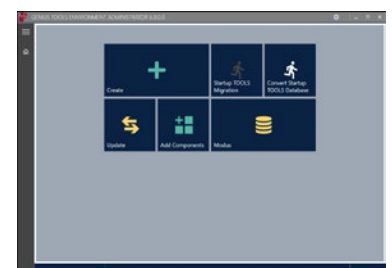 GENIUS TOOLS ENVIRONMENT ADMINISTRATOR
Create
Startup TOOLS
Migration
Convert Startup
TOOLS Database
Update
Add Components
Modus